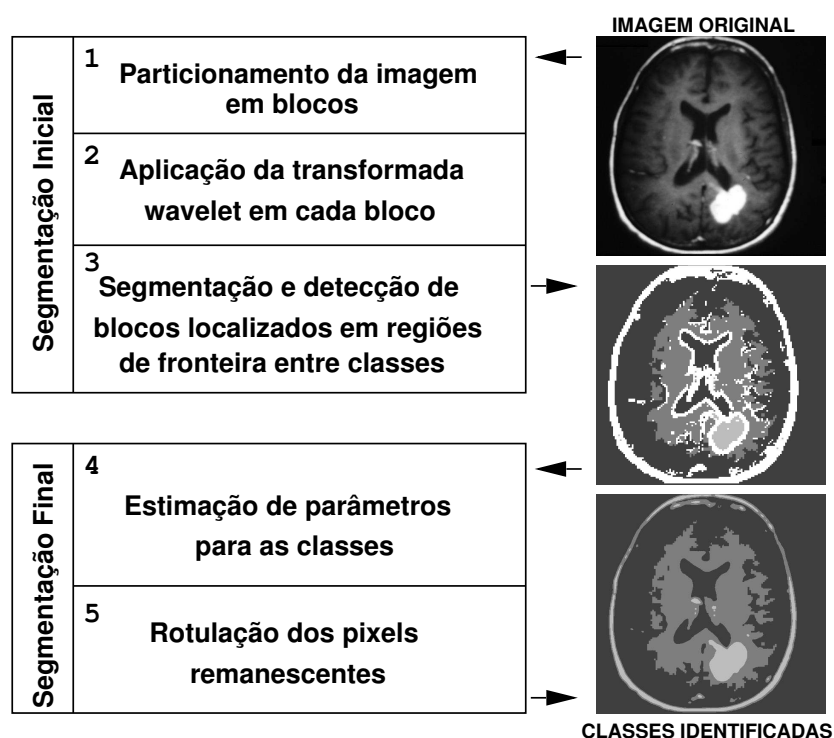 IMAGEM ORIGINAL
Segmentação Inicial
1
Particionamento da imagem
em blocos
2
Aplicação da transformada
wavelet em cada bloco
3
Segmentação e detecção de
blocos localizados em regiões
de fronteira entre classes
Segmentação Final
4
Estimação de parâmetros
para as classes
5
Rotulação dos pixels
remanescentes
CLASSES IDENTIFICADAS